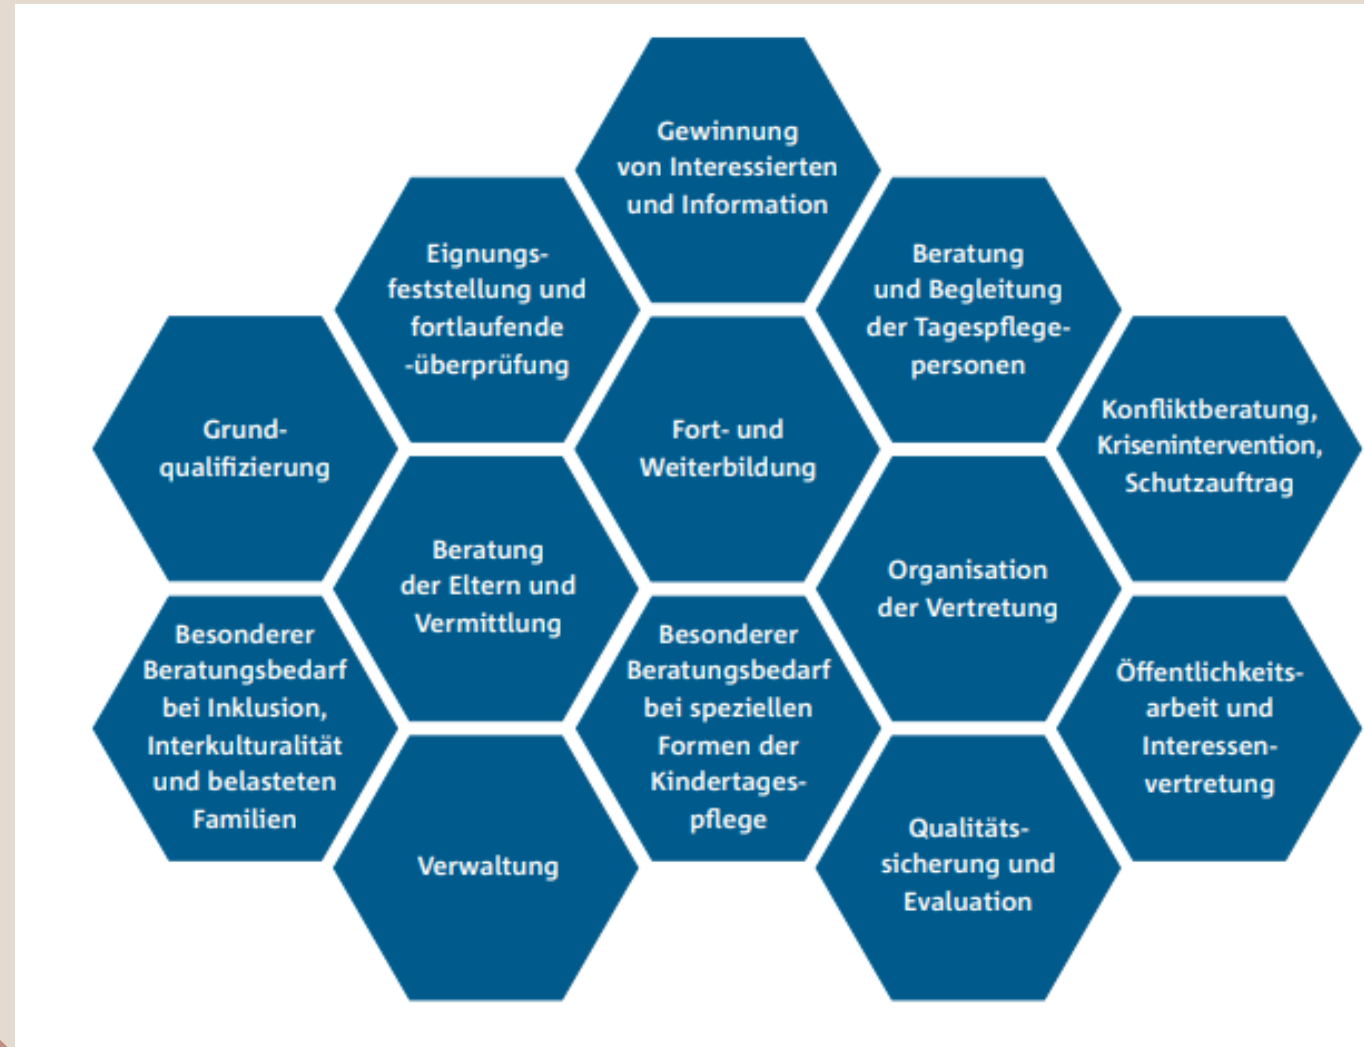 Gewinnung
von Interessierten
und Information
Eignungs-
feststellung und
fortlaufende
-überprüfung
Beratung
und Begleitung
der Tagespflege-
personen
Grund-
qualifizierung
Fort- und
Weiterbildung
Konfliktberatung,
Krisenintervention,
Schutzauftrag
Beratung
der Eltern und
Vermittlung
Organisation
der Vertretung
Besonderer
Beratungsbedarf
bei Inklusion,
Interkulturalität
und belasteten
Familien
Besonderer
Beratungsbedarf
bei speziellen
Formen der
Kindertages-
pflege
Öffentlichkeits-
arbeit und
Interessen-
vertretung
Verwaltung
Qualitäts-
sicherung und
Evaluation